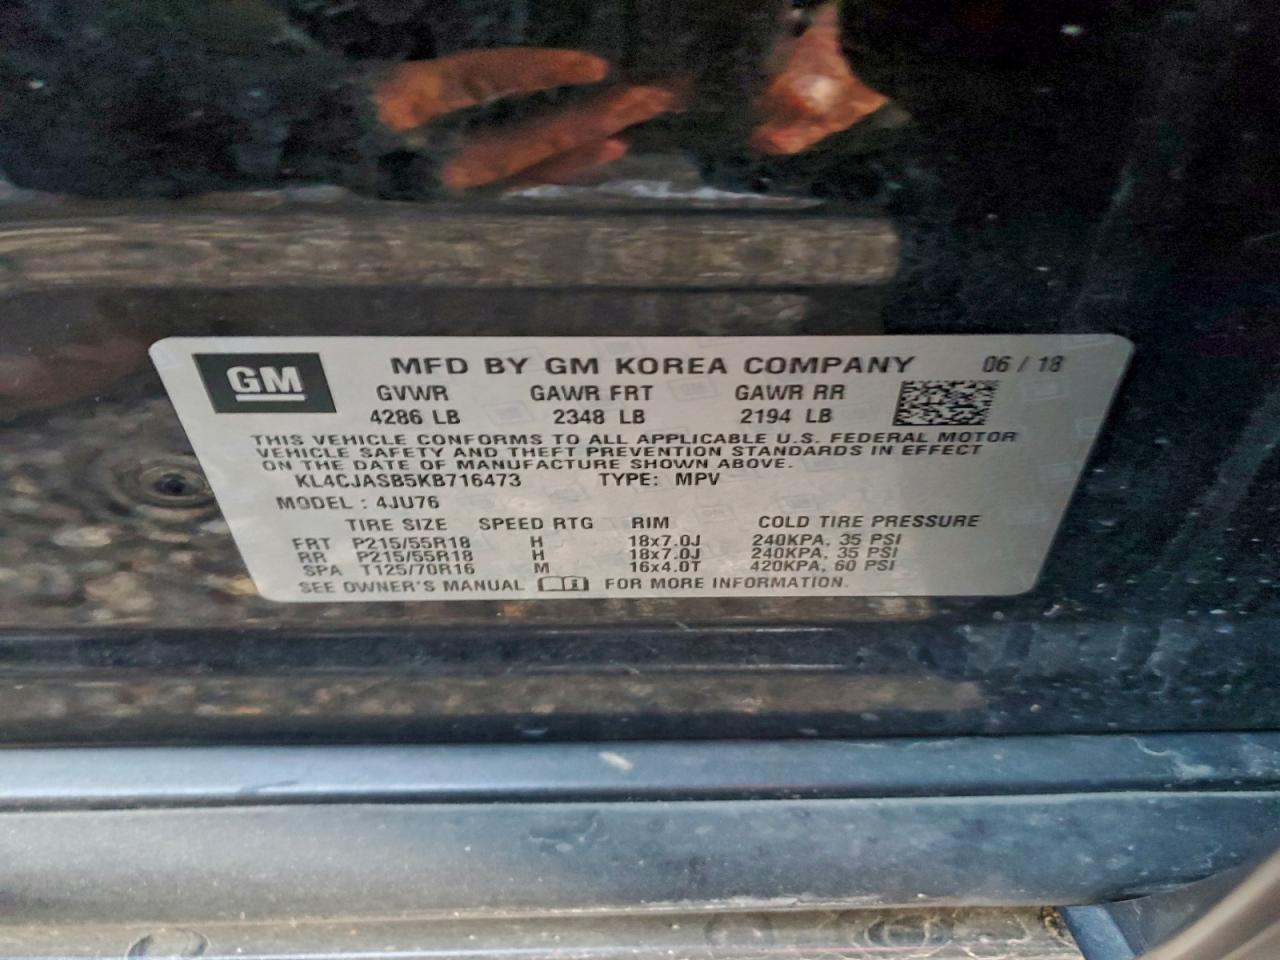 GM MFD BY GM KOREA COMPANY 06 / 18
GVWR GAWR FRT GAWR RR
4286 LB 2348 LB 2194 LB
THIS VEHICLE CONFORMS TO ALL APPLICABLE U.S. FEDERAL MOTOR
VEHICLE SAFETY AND THEFT PREVENTION STANDARDS IN EFFECT
ON THE DATE OF MANUFACTURE SHOWN ABOVE.
KL4CJASB5KB716473 TYPE: MPV
MODEL : 4JU76
TIRE SIZE SPEED RTG RIM COLD TIRE PRESSURE
FRT P215/55R18 H 18x7.0J 240KPA, 35 PSI
RR P215/55R18 H 18x7.0J 240KPA, 35 PSI
SPA T125/70R16 M 16x4.0T 420KPA, 60 PSI
SEE OWNER'S MANUAL FOR MORE INFORMATION.